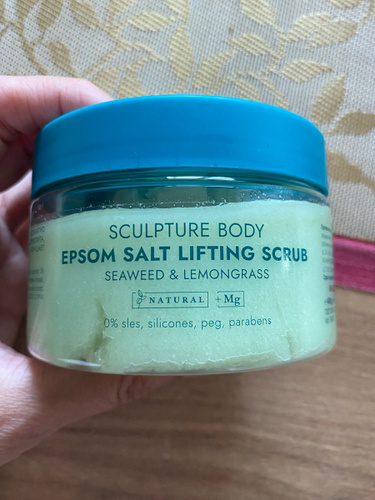 SCULPTURE BODY
EPSOM SALT LIFTING SCRUB
SEAWEED & LEMONGRASS
NATURAL +Mg
0% sles, silicones, peg, parabens